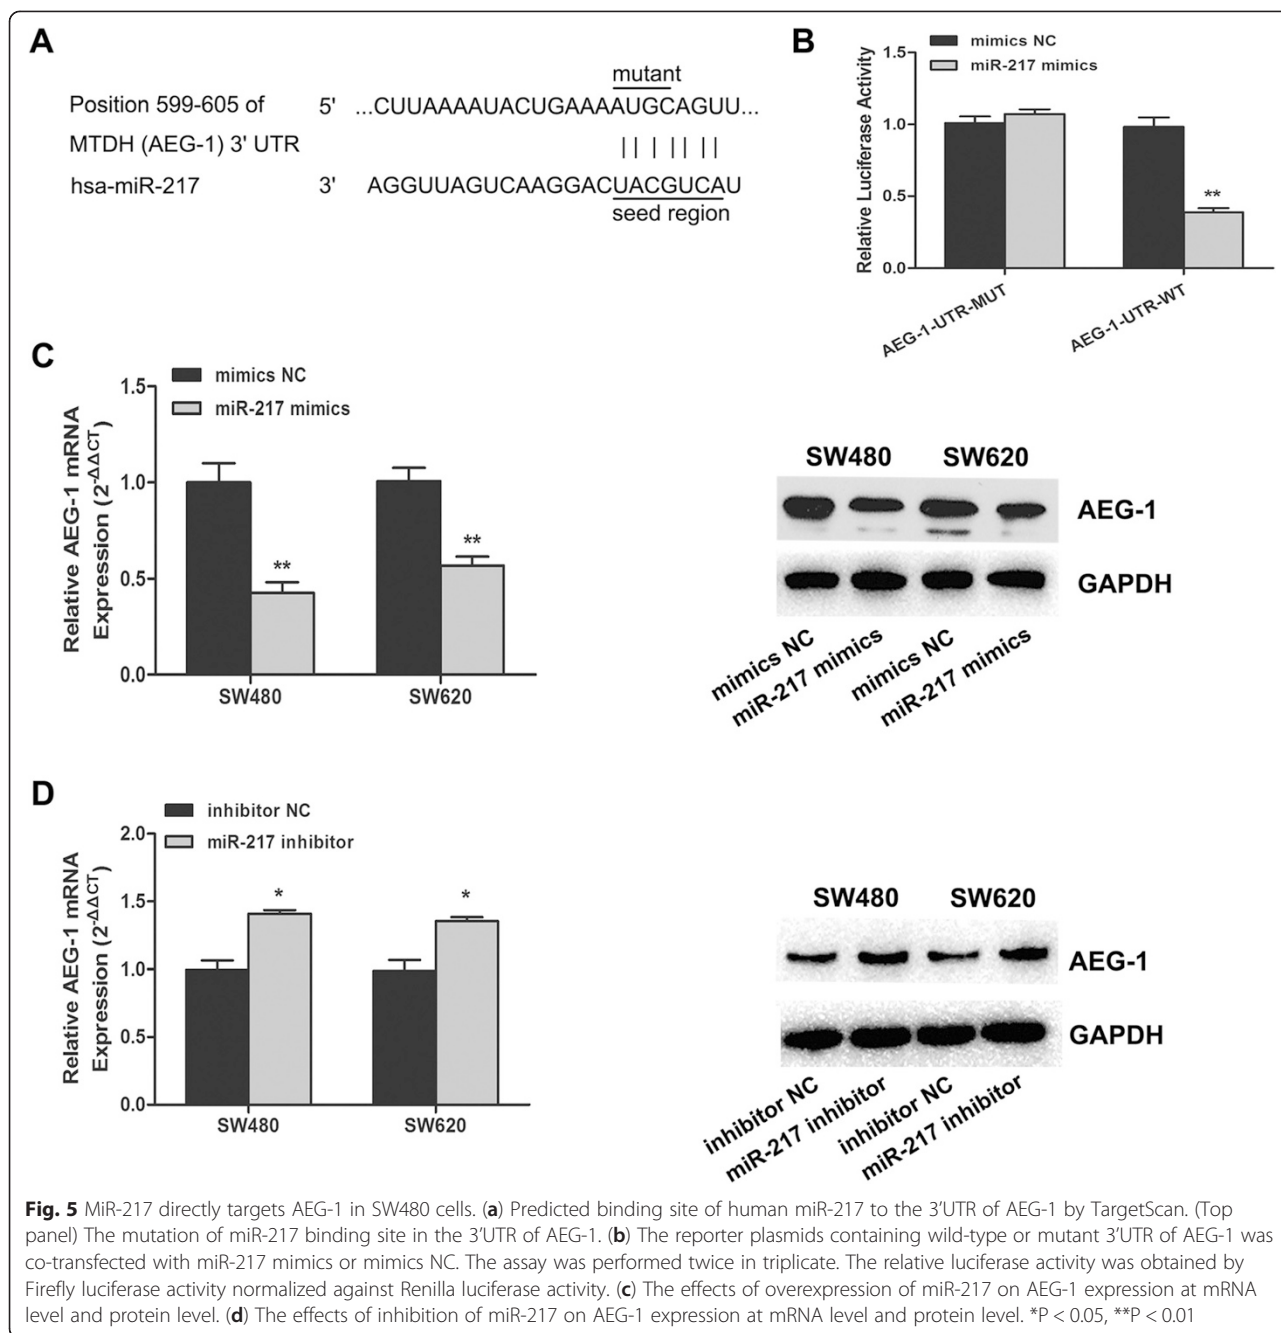 A
mutant
Position 599-605 of 5' ...CUUAAAAUACUGAAAAUGCAGUU...
MTDH (AEG-1) 3' UTR
hsa-miR-217 3' AGGUUAGUCAAGGACUACGUCAU
seed region
B
mimics NC
miR-217 mimics
Relative Luciferase Activity
1.5
1.0
0.5
0.0
**
AEG-1-UTR-MUT
AEG-1-UTR-WT
C
mimics NC
miR-217 mimics
Relative AEG-1 mRNA
Expression (2-ΔΔCT)
1.5
1.0
0.5
0.0
**
**
SW480
SW620
SW480 SW620
AEG-1
GAPDH
mimics NC
miR-217 mimics
mimics NC
miR-217 mimics
D
inhibitor NC
miR-217 inhibitor
Relative AEG-1 mRNA
Expression (2-ΔΔCT)
2.0
1.5
1.0
0.5
0.0
*
*
SW480
SW620
SW480 SW620
AEG-1
GAPDH
inhibitor NC
miR-217 inhibitor
inhibitor NC
miR-217 inhibitor
Fig. 5 MiR-217 directly targets AEG-1 in SW480 cells. (a) Predicted binding site of human miR-217 to the 3'UTR of AEG-1 by TargetScan. (Top
panel) The mutation of miR-217 binding site in the 3'UTR of AEG-1. (b) The reporter plasmids containing wild-type or mutant 3'UTR of AEG-1 was
co-transfected with miR-217 mimics or mimics NC. The assay was performed twice in triplicate. The relative luciferase activity was obtained by
Firefly luciferase activity normalized against Renilla luciferase activity. (c) The effects of overexpression of miR-217 on AEG-1 expression at mRNA
level and protein level. (d) The effects of inhibition of miR-217 on AEG-1 expression at mRNA level and protein level. *P < 0.05, **P < 0.01